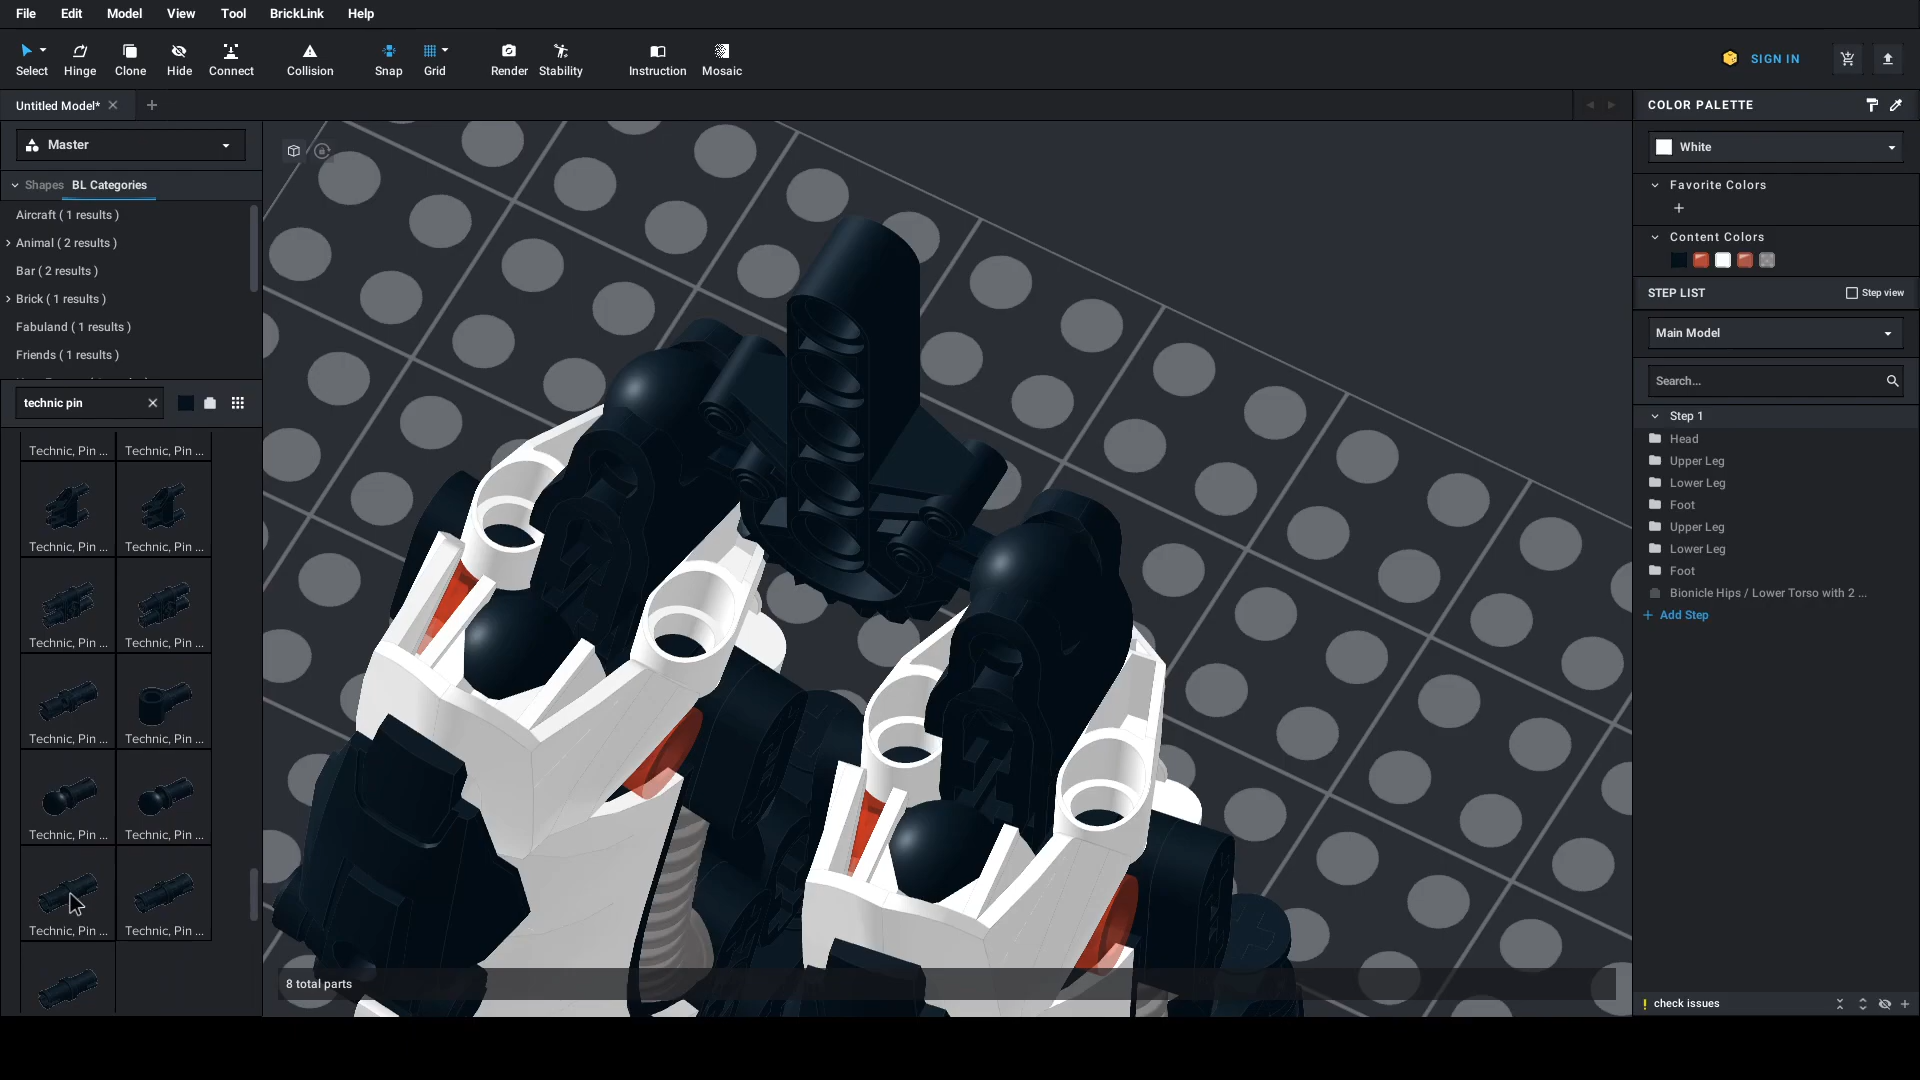 File Edit Model View Tool BrickLink Help
Select Hinge Clone Hide Connect Collision Snap Grid Render Stability Instruction Mosaic
SIGN IN
Untitled Model*
COLOR PALETTE
Master
White
Shapes BL Categories
Favorite Colors
Aircraft ( 1 results )
Animal ( 2 results )
Content Colors
Bar ( 2 results )
Brick ( 1 results )
STEP LIST
Step view
Fabuland ( 1 results )
Main Model
Friends ( 1 results )
Search...
technic pin
Step 1
Head
Technic, Pin ... Technic, Pin ...
Upper Leg
Lower Leg
Foot
Upper Leg
Technic, Pin ... Technic, Pin ...
Lower Leg
Foot
Bionicle Hips / Lower Torso with 2 ...
Add Step
Technic, Pin ... Technic, Pin ...
Technic, Pin ... Technic, Pin ...
Technic, Pin ... Technic, Pin ...
Technic, Pin ... Technic, Pin ...
8 total parts
check issues